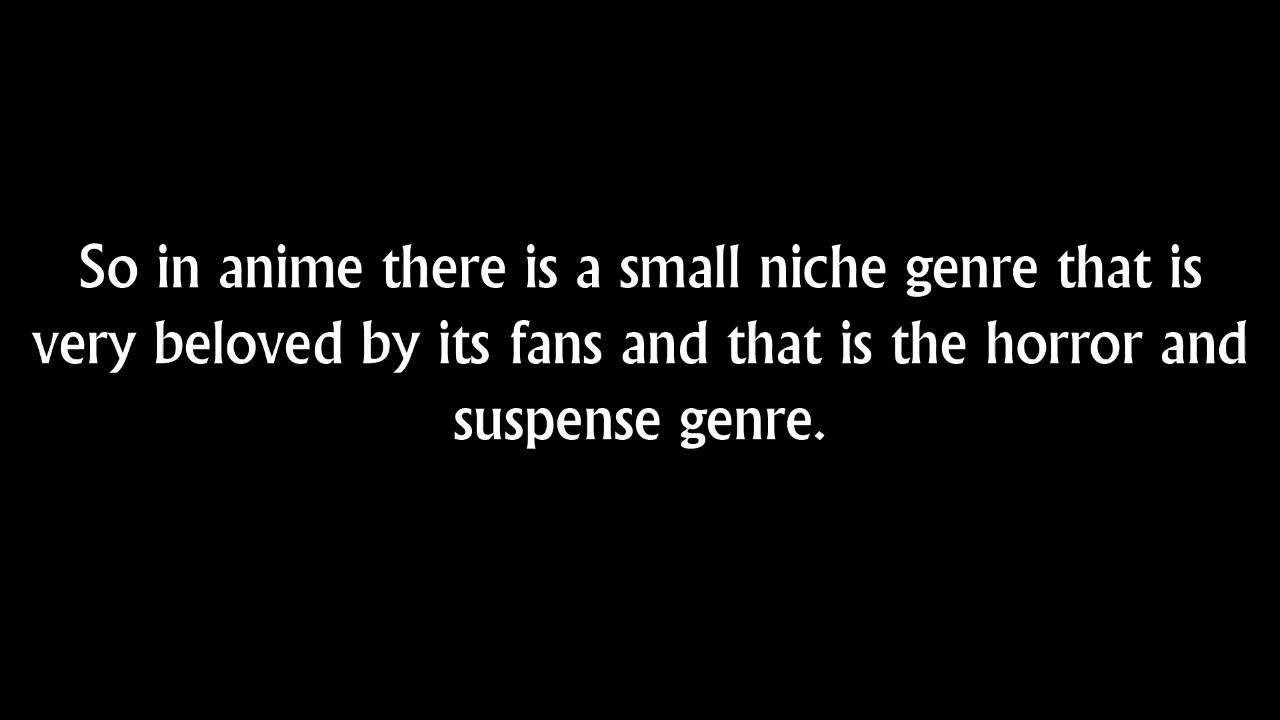 So in anime there is a small niche genre that is
very beloved by its fans and that is the horror and
suspense genre.